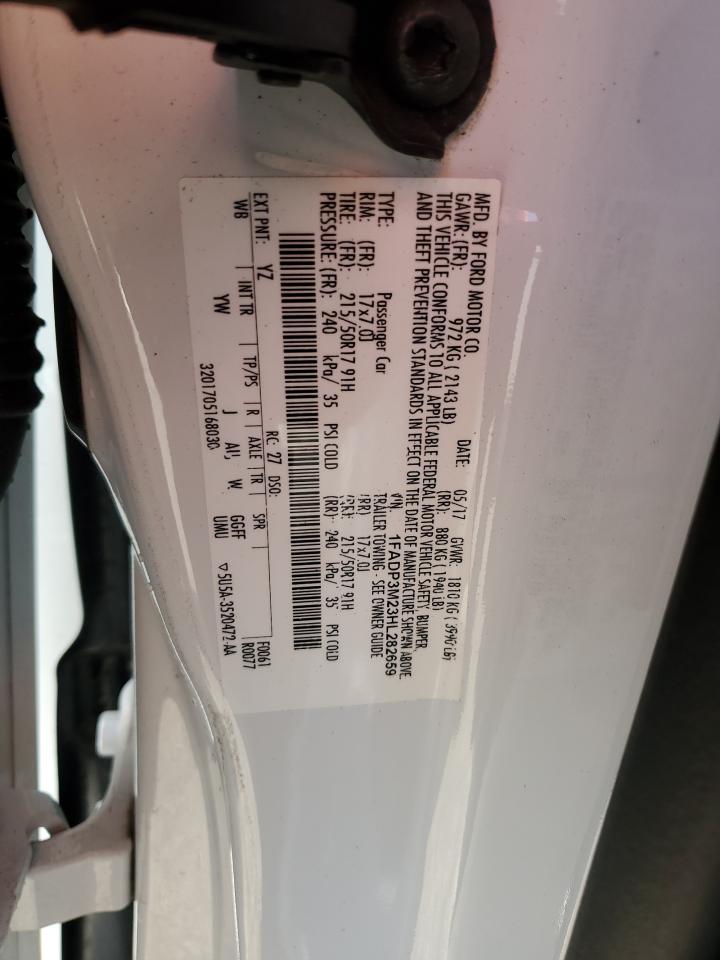 MFD. BY FORD MOTOR CO.
DATE: 05/17 GVWR: 1810 KG ( 3990 LB)
GAWR: (FR): 972 KG ( 2143 LB) (RR): 880 KG ( 1940 LB)
THIS VEHICLE CONFORMS TO ALL APPLICABLE FEDERAL MOTOR VEHICLE SAFETY, BUMPER,
AND THEFT PREVENTION STANDARDS IN EFFECT ON THE DATE OF MANUFACTURE SHOWN ABOVE.
VIN: 1FADP3M23HL282659
TYPE: Passenger Car TRAILER TOWING - SEE OWNER GUIDE
RIM: (FR): 17x7.0J (RR): 17x7.0J
TIRE: (FR): 215/50R17 91H (RR): 215/50R17 91H
PRESSURE: (FR): 240 kPa/ 35 PSI COLD (RR): 240 kPa/ 35 PSI COLD
EXT PNT: YZ RC: 27 DSO: F0061
WB INT TR TP/PS R AXLE TR SPR R0077
YW J W GGFF
UMU
3201705168030 ▽5U5A-3520472-AA